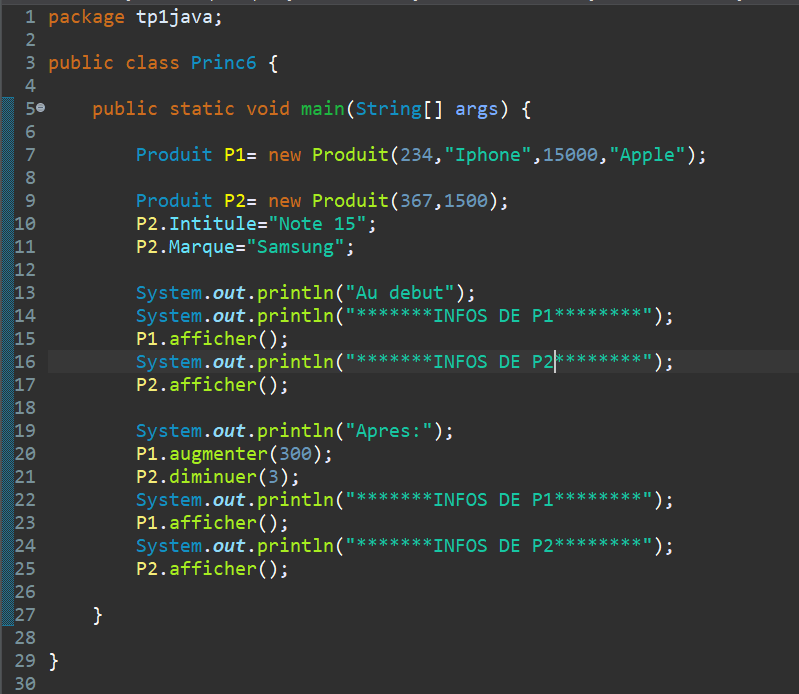 1 package tp1java;
2
3 public class Princ6 {
4
5 public static void main(String[] args) {
6
7 Produit P1= new Produit(234,"Iphone",15000,"Apple");
8
9 Produit P2= new Produit(367,1500);
10 P2.Intitule="Note 15";
11 P2.Marque="Samsung";
12
13 System.out.println("Au debut");
14 System.out.println("*******INFOS DE P1********");
15 P1.afficher();
16 System.out.println("*******INFOS DE P2********");
17 P2.afficher();
18
19 System.out.println("Apres:");
20 P1.augmenter(300);
21 P2.diminuer(3);
22 System.out.println("*******INFOS DE P1********");
23 P1.afficher();
24 System.out.println("*******INFOS DE P2********");
25 P2.afficher();
26
27 }
28
29 }
30